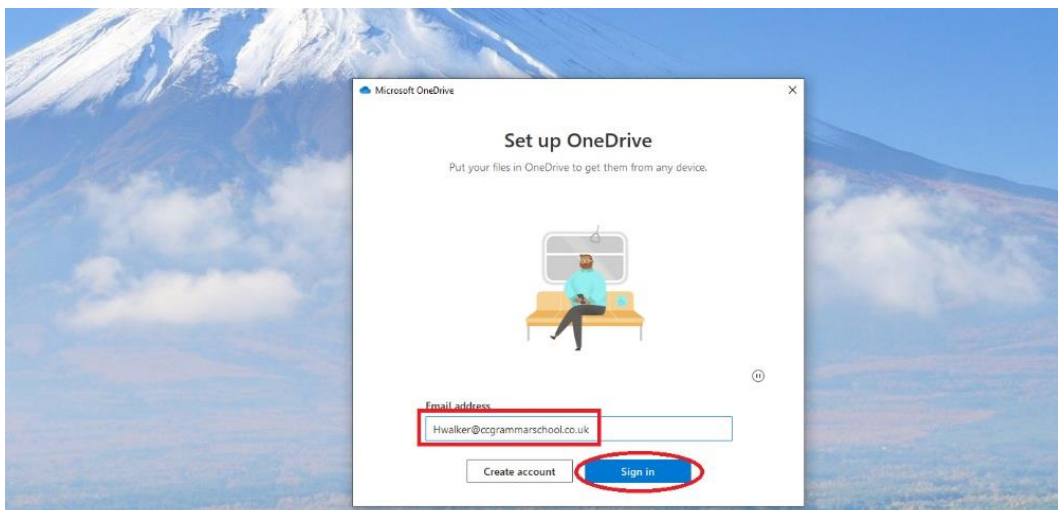 Microsoft OneDrive
Set up OneDrive
Put your files in OneDrive to get them from any device.
Email address
Hwalker@ccgrammarschool.co.uk
Create account
Sign in